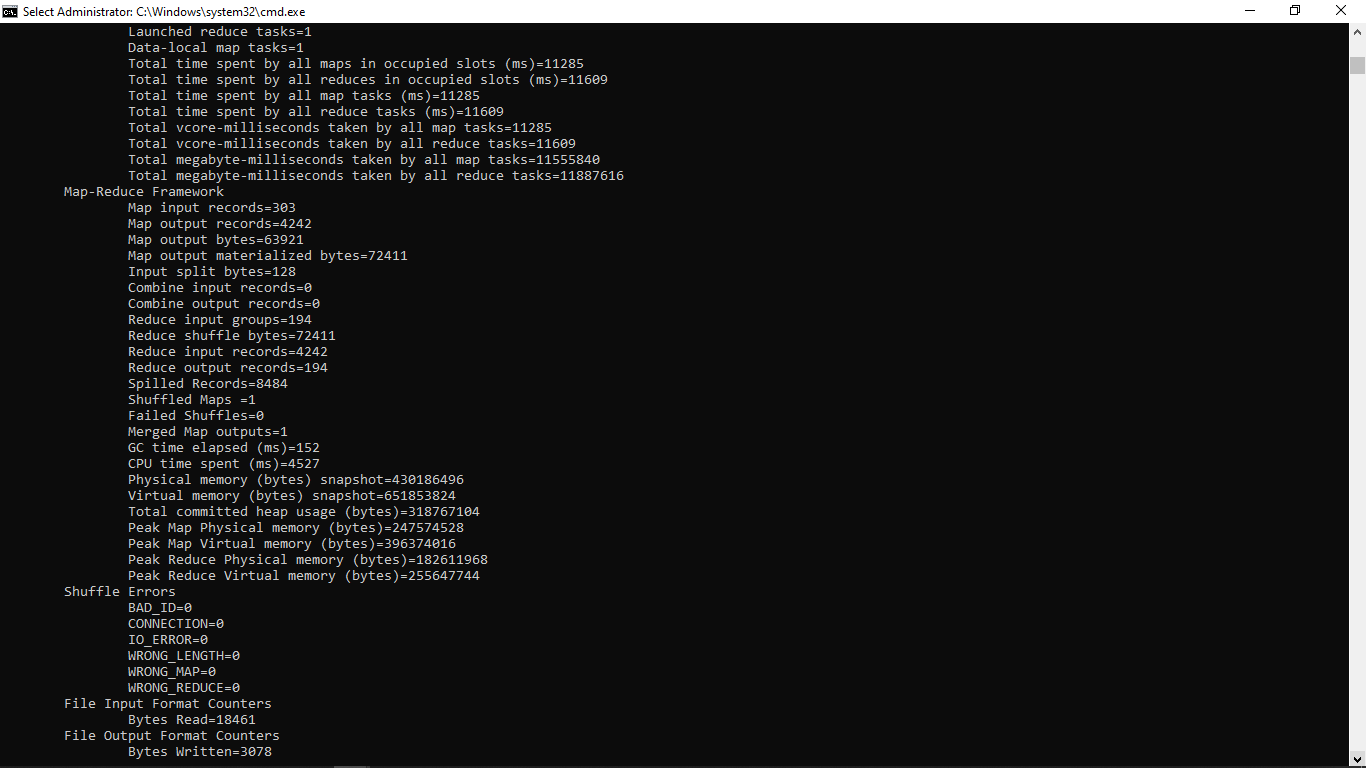 Select Administrator: C:\Windows\system32\cmd.exe
Launched reduce tasks=1
Data-local map tasks=1
Total time spent by all maps in occupied slots (ms)=11285
Total time spent by all reduces in occupied slots (ms)=11609
Total time spent by all map tasks (ms)=11285
Total time spent by all reduce tasks (ms)=11609
Total vcore-milliseconds taken by all map tasks=11285
Total vcore-milliseconds taken by all reduce tasks=11609
Total megabyte-milliseconds taken by all map tasks=11555840
Total megabyte-milliseconds taken by all reduce tasks=11887616
Map-Reduce Framework
Map input records=303
Map output records=4242
Map output bytes=63921
Map output materialized bytes=72411
Input split bytes=128
Combine input records=0
Combine output records=0
Reduce input groups=194
Reduce shuffle bytes=72411
Reduce input records=4242
Reduce output records=194
Spilled Records=8484
Shuffled Maps =1
Failed Shuffles=0
Merged Map outputs=1
GC time elapsed (ms)=152
CPU time spent (ms)=4527
Physical memory (bytes) snapshot=430186496
Virtual memory (bytes) snapshot=651853824
Total committed heap usage (bytes)=318767104
Peak Map Physical memory (bytes)=247574528
Peak Map Virtual memory (bytes)=396374016
Peak Reduce Physical memory (bytes)=182611968
Peak Reduce Virtual memory (bytes)=255647744
Shuffle Errors
BAD_ID=0
CONNECTION=0
IO_ERROR=0
WRONG_LENGTH=0
WRONG_MAP=0
WRONG_REDUCE=0
File Input Format Counters
Bytes Read=18461
File Output Format Counters
Bytes Written=3078